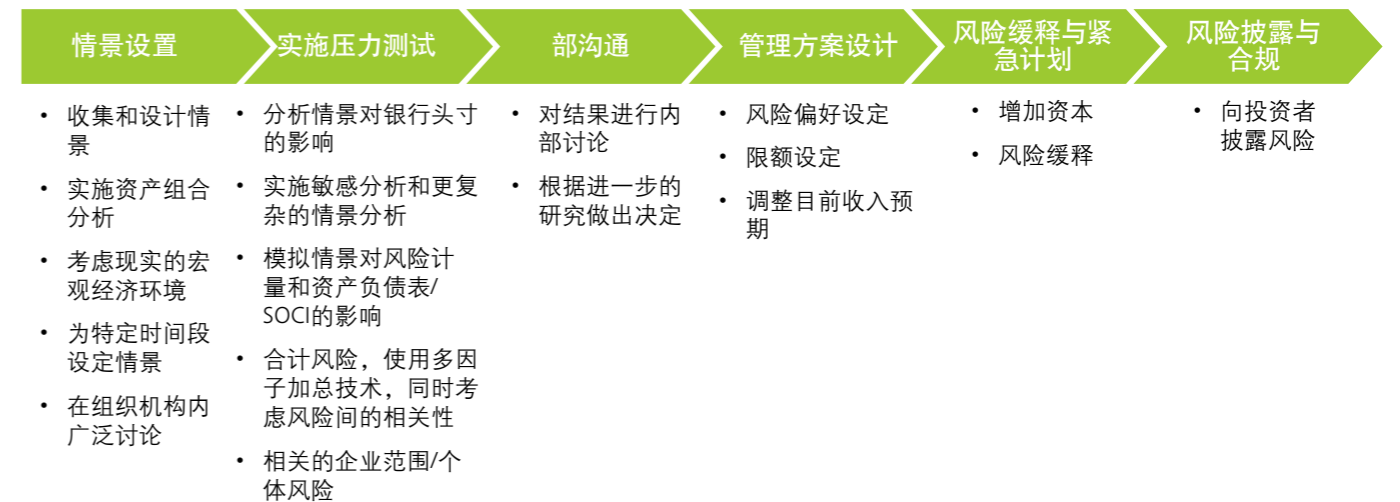 情景设置
实施压力测试
部沟通
管理方案设计
风险缓释与紧
急计划
风险披露与
合规
• 收集和设计情
景
• 实施资产组合
分析
• 考虑现实的宏
观经济环境
• 为特定时间段
设定情景
• 在组织机构内
广泛讨论
• 分析情景对银行头寸
的影响
• 实施敏感分析和更复
杂的情景分析
• 模拟情景对风险计
量和资产负债表/
SOCI的影响
• 合计风险，使用多因
子加总技术，同时考
虑风险间的相关性
• 相关的企业范围/个
体风险
• 对结果进行内
部讨论
• 根据进一步的
研究做出决定
• 风险偏好设定
• 限额设定
• 调整目前收入预
期
• 增加资本
• 风险缓释
• 向投资者
披露风险